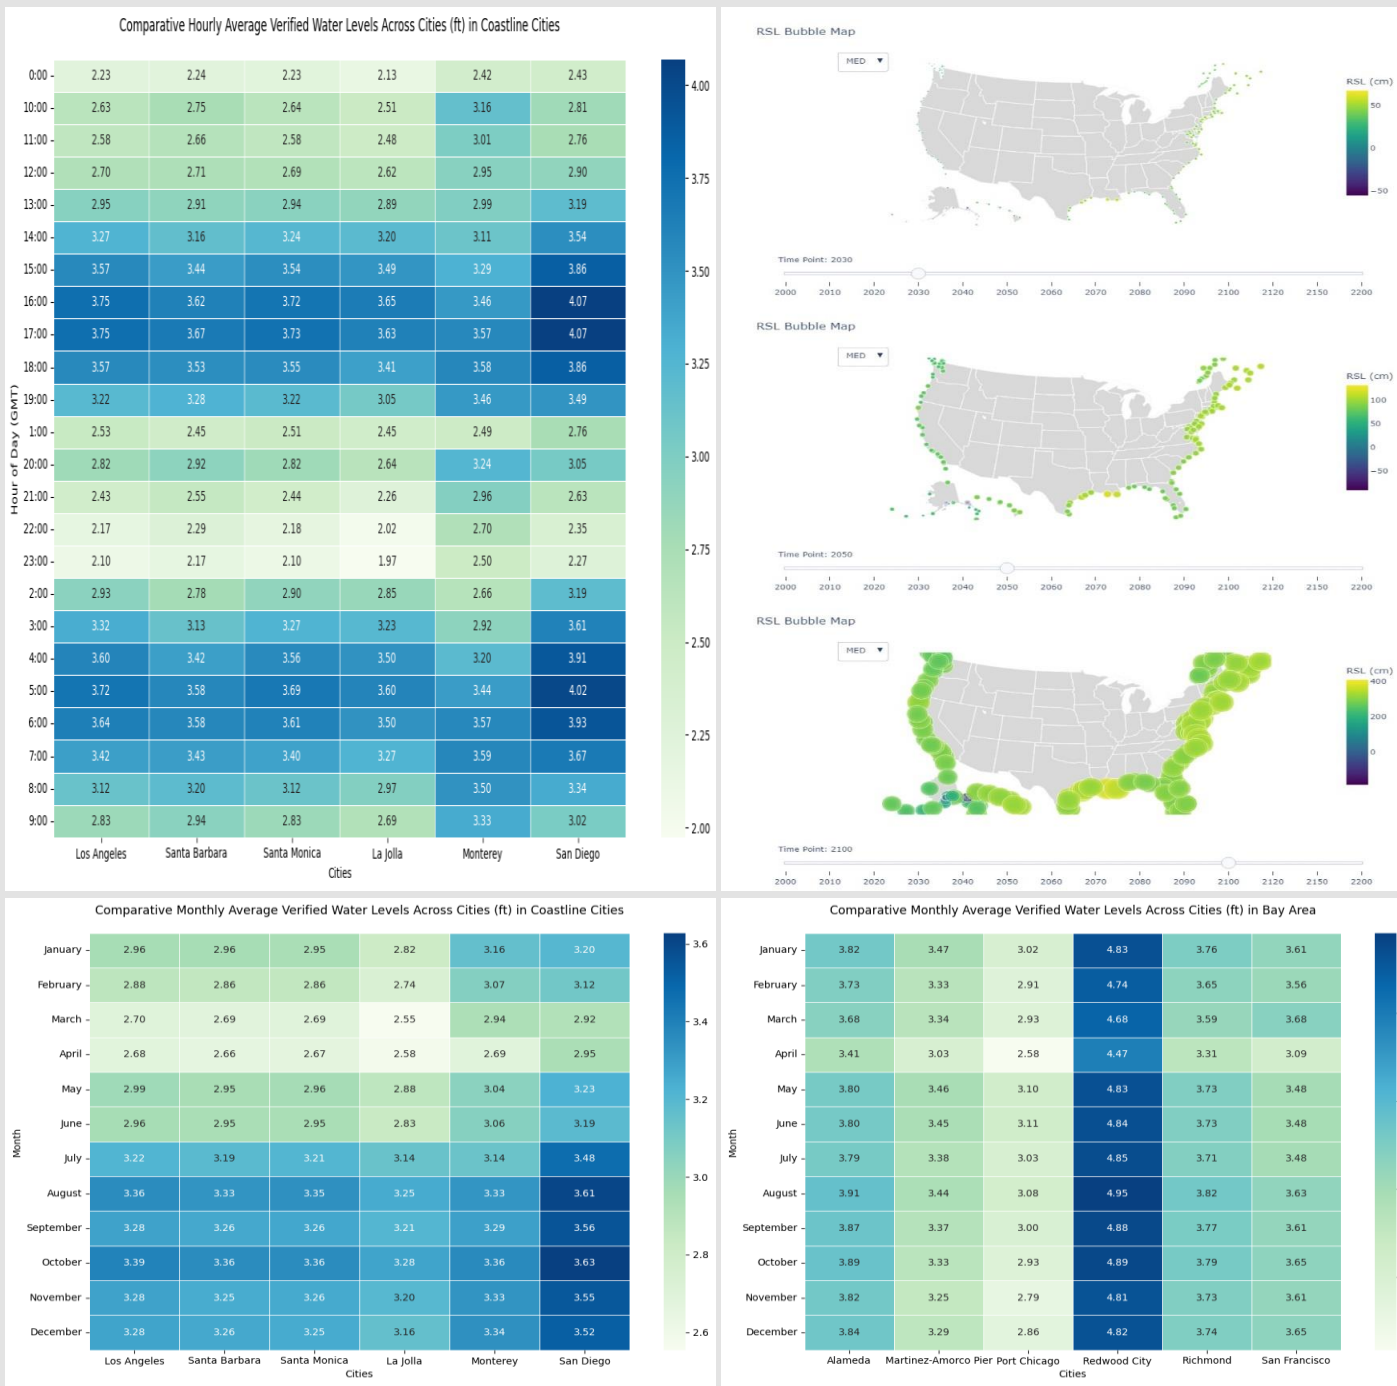 Comparative Hourly Average Verified Water Levels Across Cities (ft) in Coastline Cities
Hour of Day (GMT)
0:00 2.23 2.24 2.23 2.13 2.42 2.43
10:00 2.63 2.75 2.64 2.51 3.16 2.81
11:00 2.58 2.66 2.58 2.48 3.01 2.76
12:00 2.70 2.71 2.69 2.62 2.95 2.90
13:00 2.95 2.91 2.94 2.89 2.99 3.19
14:00 3.27 3.16 3.24 3.20 3.11 3.54
15:00 3.57 3.44 3.54 3.49 3.29 3.86
16:00 3.75 3.62 3.72 3.65 3.46 4.07
17:00 3.75 3.67 3.73 3.63 3.57 4.07
18:00 3.57 3.53 3.55 3.41 3.58 3.86
19:00 3.22 3.28 3.22 3.05 3.46 3.49
1:00 2.53 2.45 2.51 2.45 2.49 2.76
20:00 2.82 2.92 2.82 2.64 3.24 3.05
21:00 2.43 2.55 2.44 2.26 2.96 2.63
22:00 2.17 2.29 2.18 2.02 2.70 2.35
23:00 2.10 2.17 2.10 1.97 2.50 2.27
2:00 2.93 2.78 2.90 2.85 2.66 3.19
3:00 3.32 3.13 3.27 3.23 2.92 3.61
4:00 3.60 3.42 3.56 3.50 3.20 3.91
5:00 3.72 3.58 3.69 3.60 3.44 4.02
6:00 3.64 3.58 3.61 3.50 3.57 3.93
7:00 3.42 3.43 3.40 3.27 3.59 3.67
8:00 3.12 3.20 3.12 2.97 3.50 3.34
9:00 2.83 2.94 2.83 2.69 3.33 3.02
Los Angeles Santa Barbara Santa Monica La Jolla Monterey San Diego
Cities
4.00
3.75
3.50
3.25
3.00
2.75
2.50
2.25
2.00
RSL Bubble Map
MED ▼
RSL (cm)
50
0
−50
Time Point: 2030
2000 2010 2020 2030 2040 2050 2060 2070 2080 2090 2100 2120 2150 2200
RSL Bubble Map
MED ▼
RSL (cm)
100
50
0
−50
Time Point: 2050
2000 2010 2020 2030 2040 2050 2060 2070 2080 2090 2100 2120 2150 2200
RSL Bubble Map
MED ▼
RSL (cm)
400
200
0
Time Point: 2100
2000 2010 2020 2030 2040 2050 2060 2070 2080 2090 2100 2120 2150 2200
Comparative Monthly Average Verified Water Levels Across Cities (ft) in Coastline Cities
Month
January 2.96 2.96 2.95 2.82 3.16 3.20
February 2.88 2.86 2.86 2.74 3.07 3.12
March 2.70 2.69 2.69 2.55 2.94 2.92
April 2.68 2.66 2.67 2.58 2.69 2.95
May 2.99 2.95 2.96 2.88 3.04 3.23
June 2.96 2.95 2.95 2.83 3.06 3.19
July 3.22 3.19 3.21 3.14 3.14 3.48
August 3.36 3.33 3.35 3.25 3.33 3.61
September 3.28 3.26 3.26 3.21 3.29 3.56
October 3.39 3.36 3.36 3.28 3.36 3.63
November 3.28 3.25 3.26 3.20 3.33 3.55
December 3.28 3.26 3.25 3.16 3.34 3.52
Los Angeles Santa Barbara Santa Monica La Jolla Monterey San Diego
Cities
3.6
3.4
3.2
3.0
2.8
2.6
Comparative Monthly Average Verified Water Levels Across Cities (ft) in Bay Area
Month
January 3.82 3.47 3.02 4.83 3.76 3.61
February 3.73 3.33 2.91 4.74 3.65 3.56
March 3.68 3.34 2.93 4.68 3.59 3.68
April 3.41 3.03 2.58 4.47 3.31 3.09
May 3.80 3.46 3.10 4.83 3.73 3.48
June 3.80 3.45 3.11 4.84 3.73 3.48
July 3.79 3.38 3.03 4.85 3.71 3.48
August 3.91 3.44 3.08 4.95 3.82 3.63
September 3.87 3.37 3.00 4.88 3.77 3.61
October 3.89 3.33 2.93 4.89 3.79 3.65
November 3.82 3.25 2.79 4.81 3.73 3.61
December 3.84 3.29 2.86 4.82 3.74 3.65
Alameda Martinez-Amorco Pier Port Chicago Redwood City Richmond San Francisco
Cities